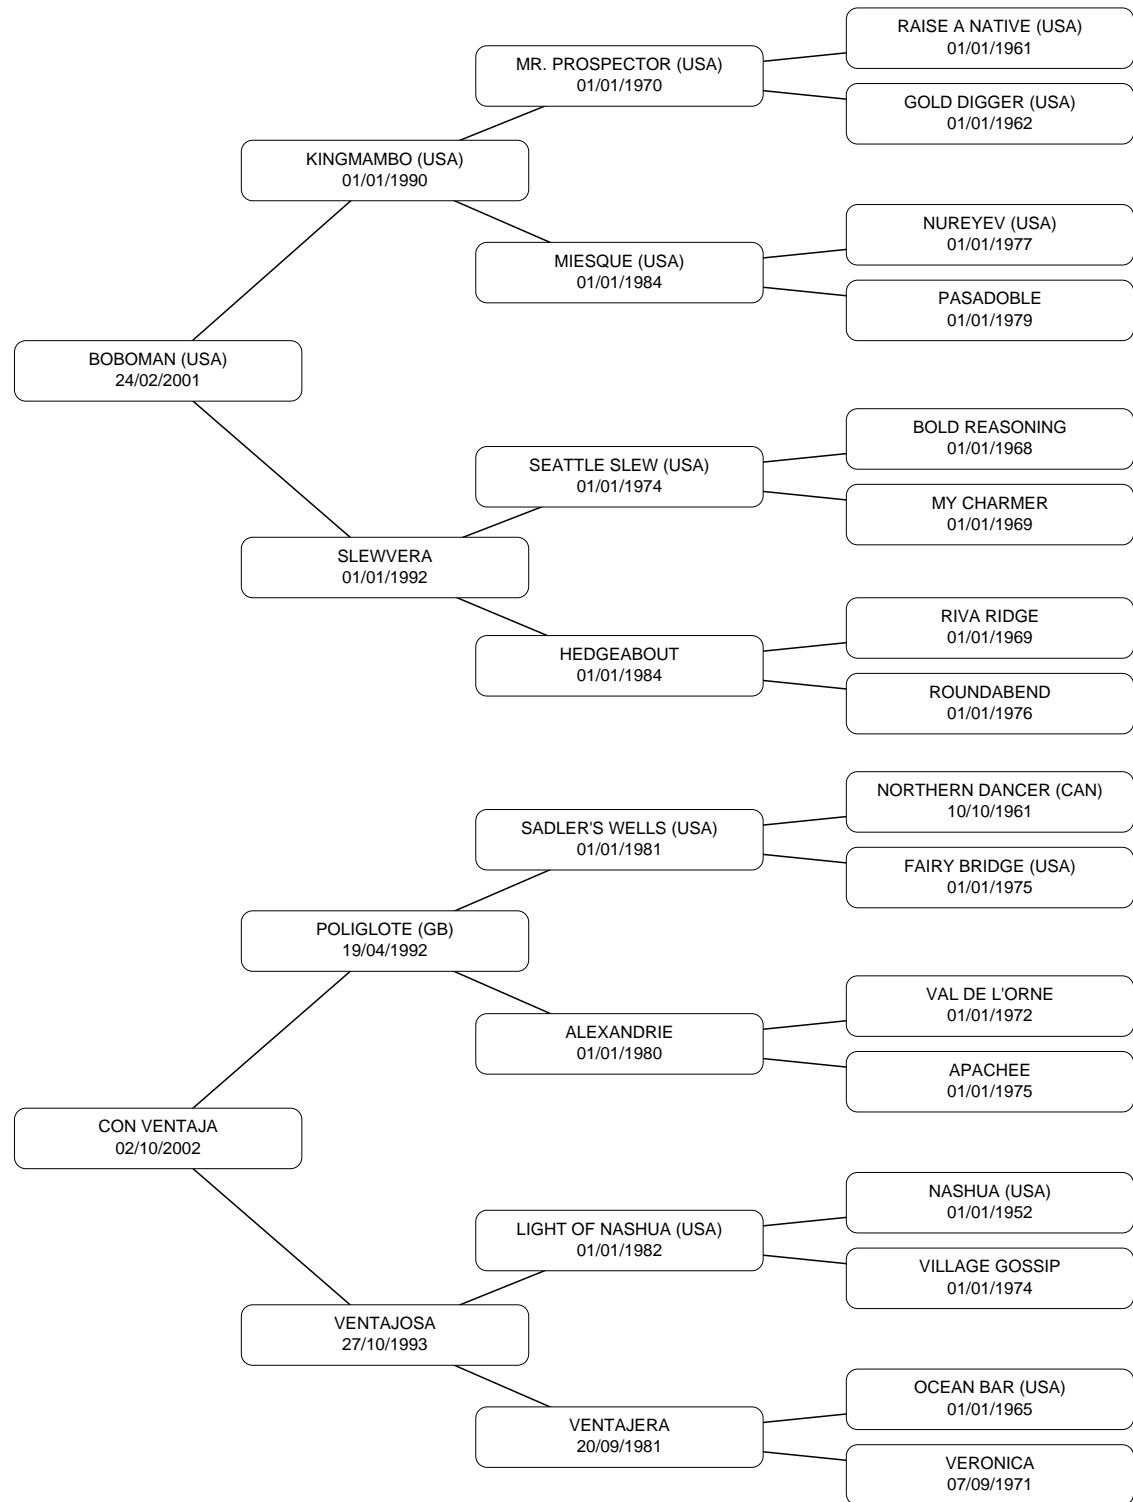 RAISE A NATIVE (USA)
01/01/1961
MR. PROSPECTOR (USA)
01/01/1970
GOLD DIGGER (USA)
01/01/1962
KINGMAMBO (USA)
01/01/1990
NUREYEV (USA)
01/01/1977
MIESQUE (USA)
01/01/1984
PASADOBLE
01/01/1979
BOBOMAN (USA)
24/02/2001
BOLD REASONING
01/01/1968
SEATTLE SLEW (USA)
01/01/1974
MY CHARMER
01/01/1969
SLEWVERA
01/01/1992
RIVA RIDGE
01/01/1969
HEDGEABOUT
01/01/1984
ROUNDABEND
01/01/1976
NORTHERN DANCER (CAN)
10/10/1961
SADLER'S WELLS (USA)
01/01/1981
FAIRY BRIDGE (USA)
01/01/1975
POLIGLOTE (GB)
19/04/1992
VAL DE L'ORNE
01/01/1972
ALEXANDRIE
01/01/1980
APACHEE
01/01/1975
CON VENTAJA
02/10/2002
NASHUA (USA)
01/01/1952
LIGHT OF NASHUA (USA)
01/01/1982
VILLAGE GOSSIP
01/01/1974
VENTAJOSA
27/10/1993
OCEAN BAR (USA)
01/01/1965
VENTAJERA
20/09/1981
VERONICA
07/09/1971